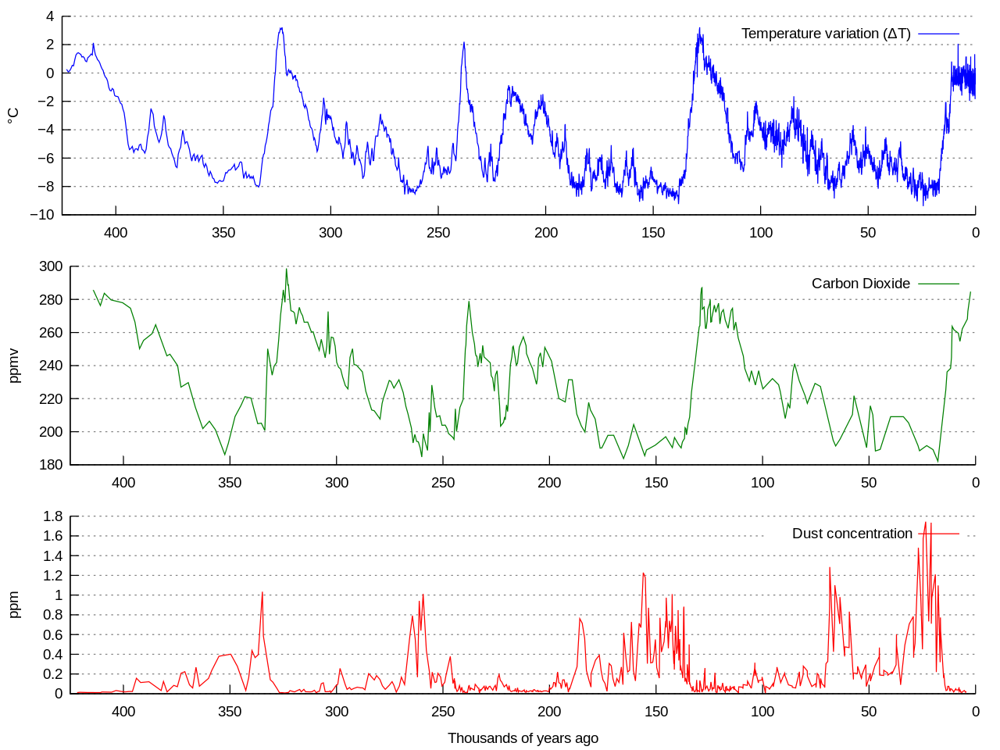 4
Temperature variation (ΔT)
2
0
−2
°C
−4
−6
−8
−10
400 350 300 250 200 150 100 50 0
300
Carbon Dioxide
280
260
ppmv
240
220
200
180
400 350 300 250 200 150 100 50 0
1.8
Dust concentration
1.6
1.4
1.2
1
ppm
0.8
0.6
0.4
0.2
0
400 350 300 250 200 150 100 50 0
Thousands of years ago